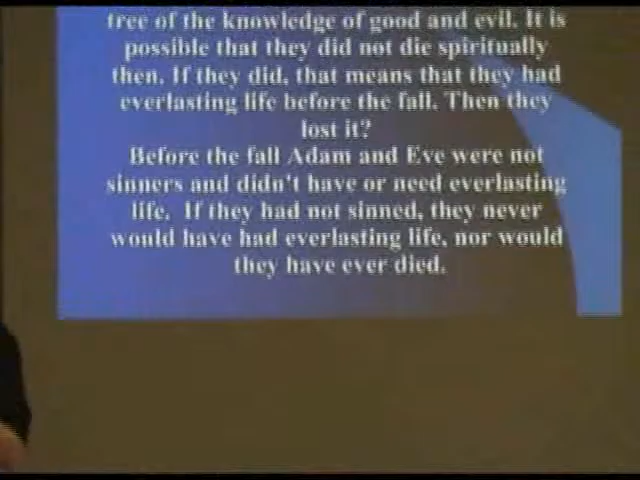 tree of the knowledge of good and evil. It is
possible that they did not die spiritually
then. If they did, that means that they had
everlasting life before the fall. Then they
lost it?
Before the fall Adam and Eve were not
sinners and didn't have or need everlasting
life. If they had not sinned, they never
would have had everlasting life, nor would
they have ever died.